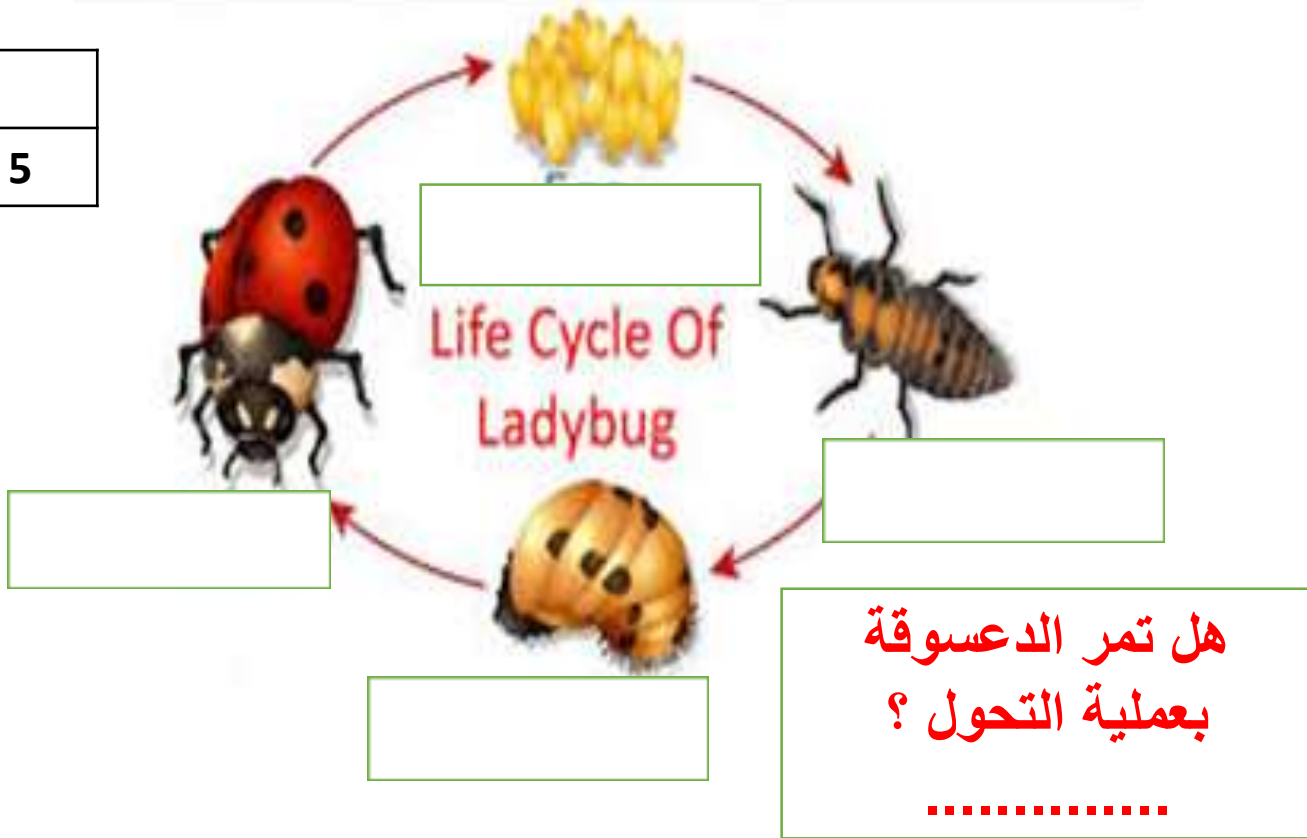 5
Life Cycle Of
Ladybug
هل تمر الدعسوقة
بعملية التحول ؟
..............